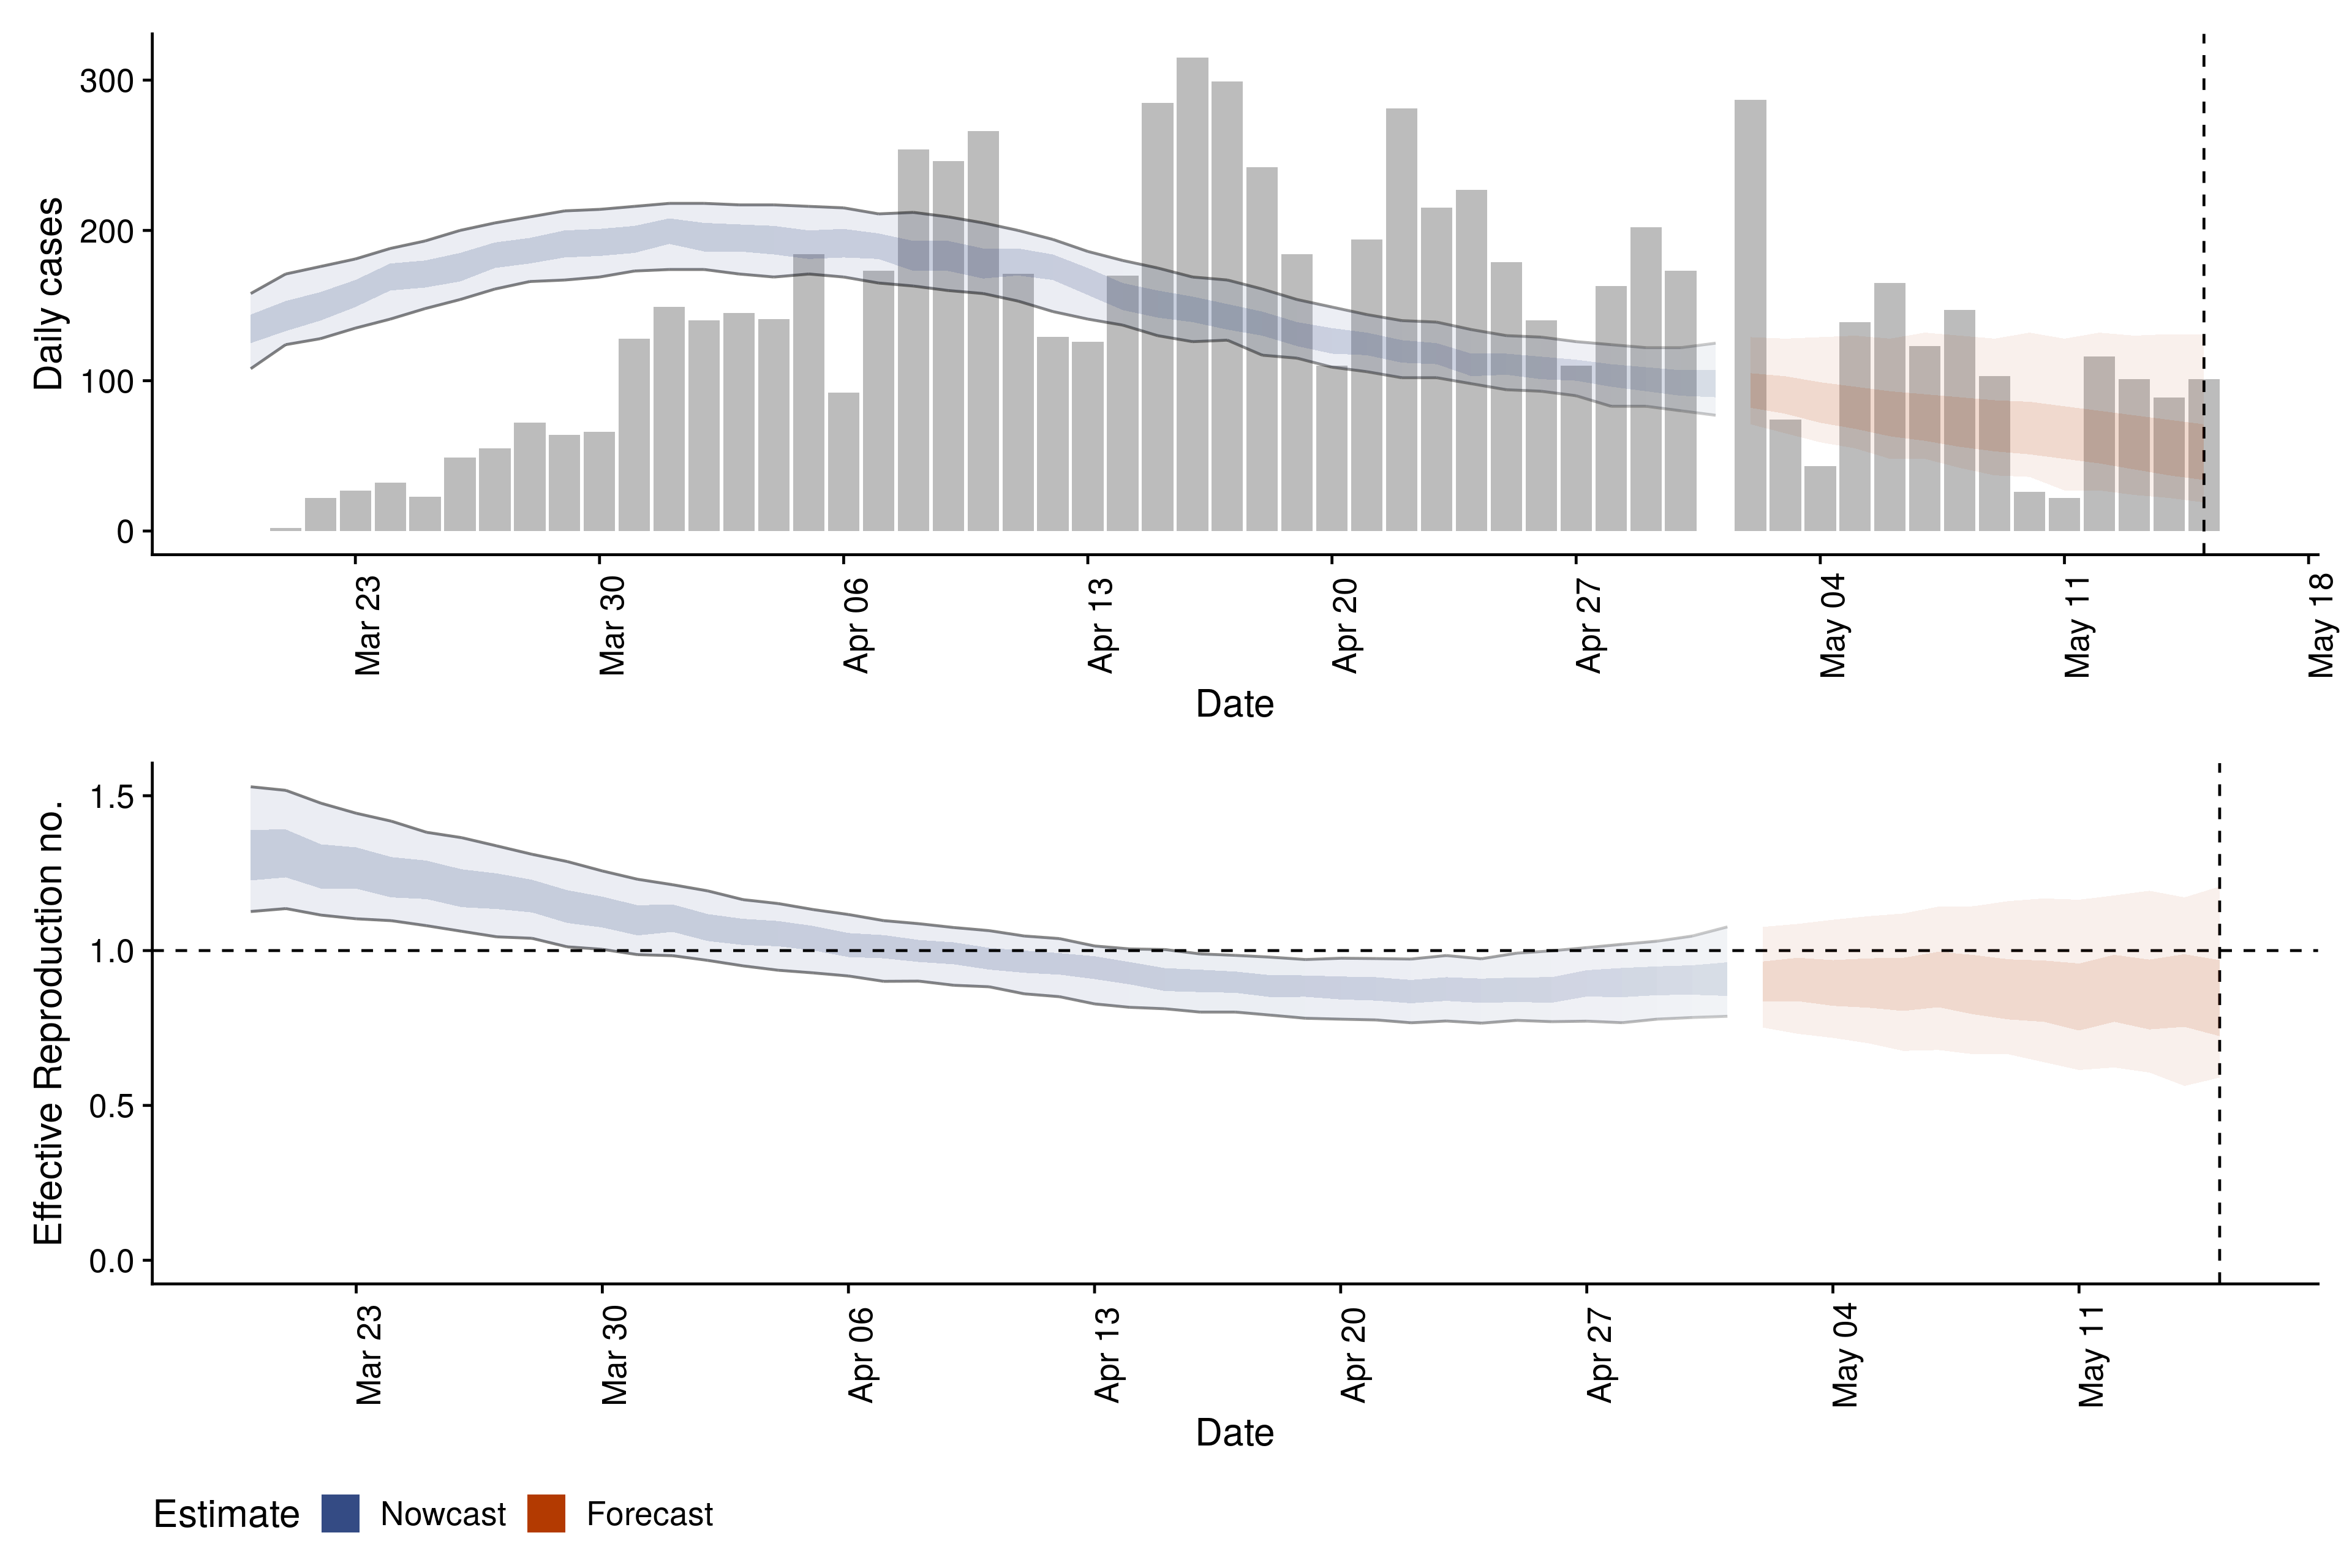 Daily cases
300
200
100
0
Mar 23
Mar 30
Apr 06
Apr 13
Apr 20
Apr 27
May 04
May 11
May 18
Date
Effective Reproduction no.
1.5
1.0
0.5
0.0
Mar 23
Mar 30
Apr 06
Apr 13
Apr 20
Apr 27
May 04
May 11
Date
Estimate Nowcast Forecast